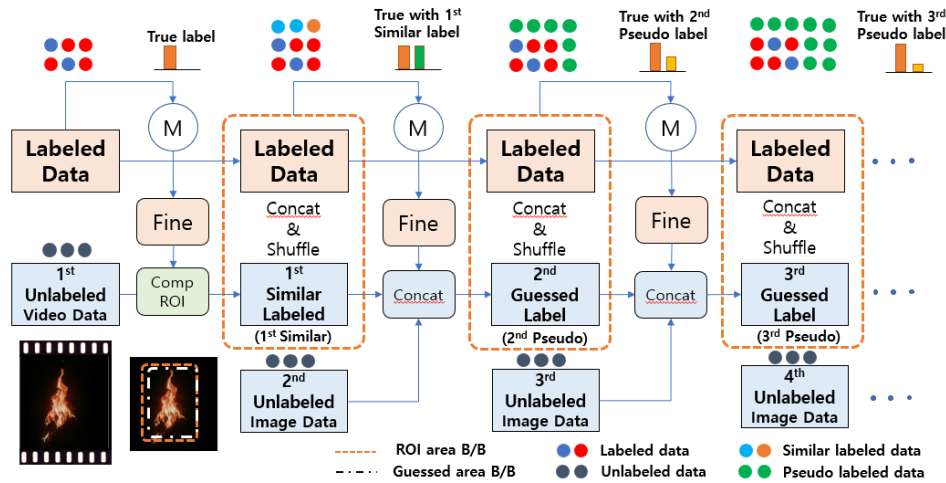 True label
True with 1st
Similar label
True with 2nd
Pseudo label
True with 3rd
Pseudo label
M
M
M
Labeled
Data
Labeled
Data
Labeled
Data
Labeled
Data
Fine
Concat
&
Shuffle
Fine
Concat
&
Shuffle
Fine
Concat
&
Shuffle
1st
Unlabeled
Video Data
Comp
ROI
1st
Similar
Labeled
(1st Similar)
Concat
2nd
Guessed
Label
(2nd Pseudo)
Concat
3rd
Guessed
Label
(3rd Pseudo)
2nd
Unlabeled
Image Data
3rd
Unlabeled
Image Data
4th
Unlabeled
Image Data
ROI area B/B
Labeled data
Similar labeled data
Guessed area B/B
Unlabeled data
Pseudo labeled data